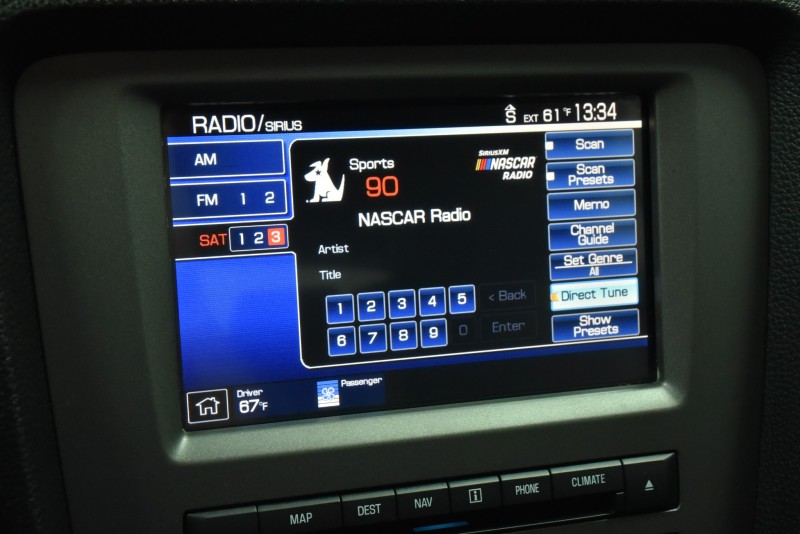 RADIO/SIRIUS
S EXT 61°F 13:34
AM
FM 1 2
SAT 1 2 3
Sports
90
NASCAR Radio
SIRIUSXM
NASCAR
RADIO
Artist
Title
1 2 3 4 5 < Back
6 7 8 9 0 Enter
Scan
Scan
Presets
Memo
Channel
Guide
Set Genre
All
Direct Tune
Show
Presets
Driver
67°F
Passenger
MAP DEST NAV i PHONE CLIMATE